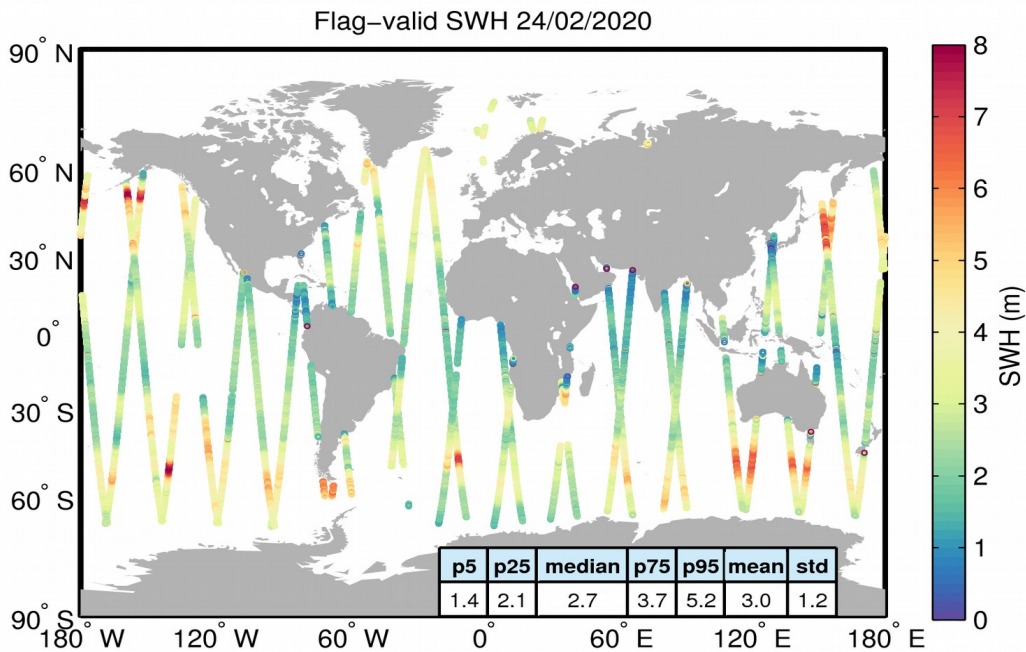 Flag−valid SWH 24/02/2020
90° N
60° N
30° N
0°
30° S
60° S
90° S
180° W
120° W
60° W
0°
60° E
120° E
180° E
8
7
6
5
4
3
2
1
0
SWH (m)
p5 p25 median p75 p95 mean std
1.4 2.1 2.7 3.7 5.2 3.0 1.2